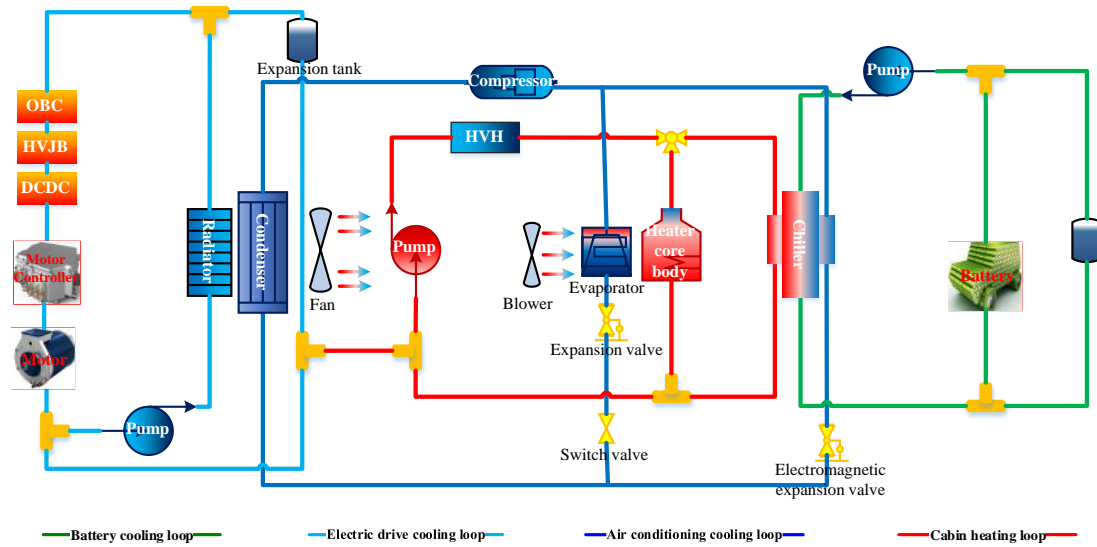 Expansion tank
Compressor
Pump
OBC
HVJB
DCDC
HVH
Radiator
Condenser
Motor
Controller
Pump
Heater
core
body
Chiller
Battery
Fan
Blower
Evaporator
Motor
Expansion valve
Pump
Switch valve
Electromagnetic
expansion valve
Battery cooling loop
Electric drive cooling loop
Air conditioning cooling loop
Cabin heating loop